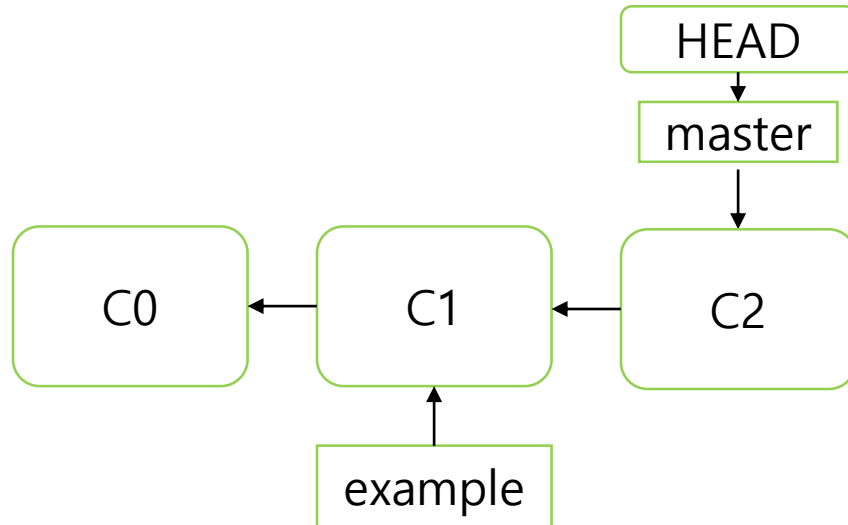 HEAD
master
C0
C1
C2
example